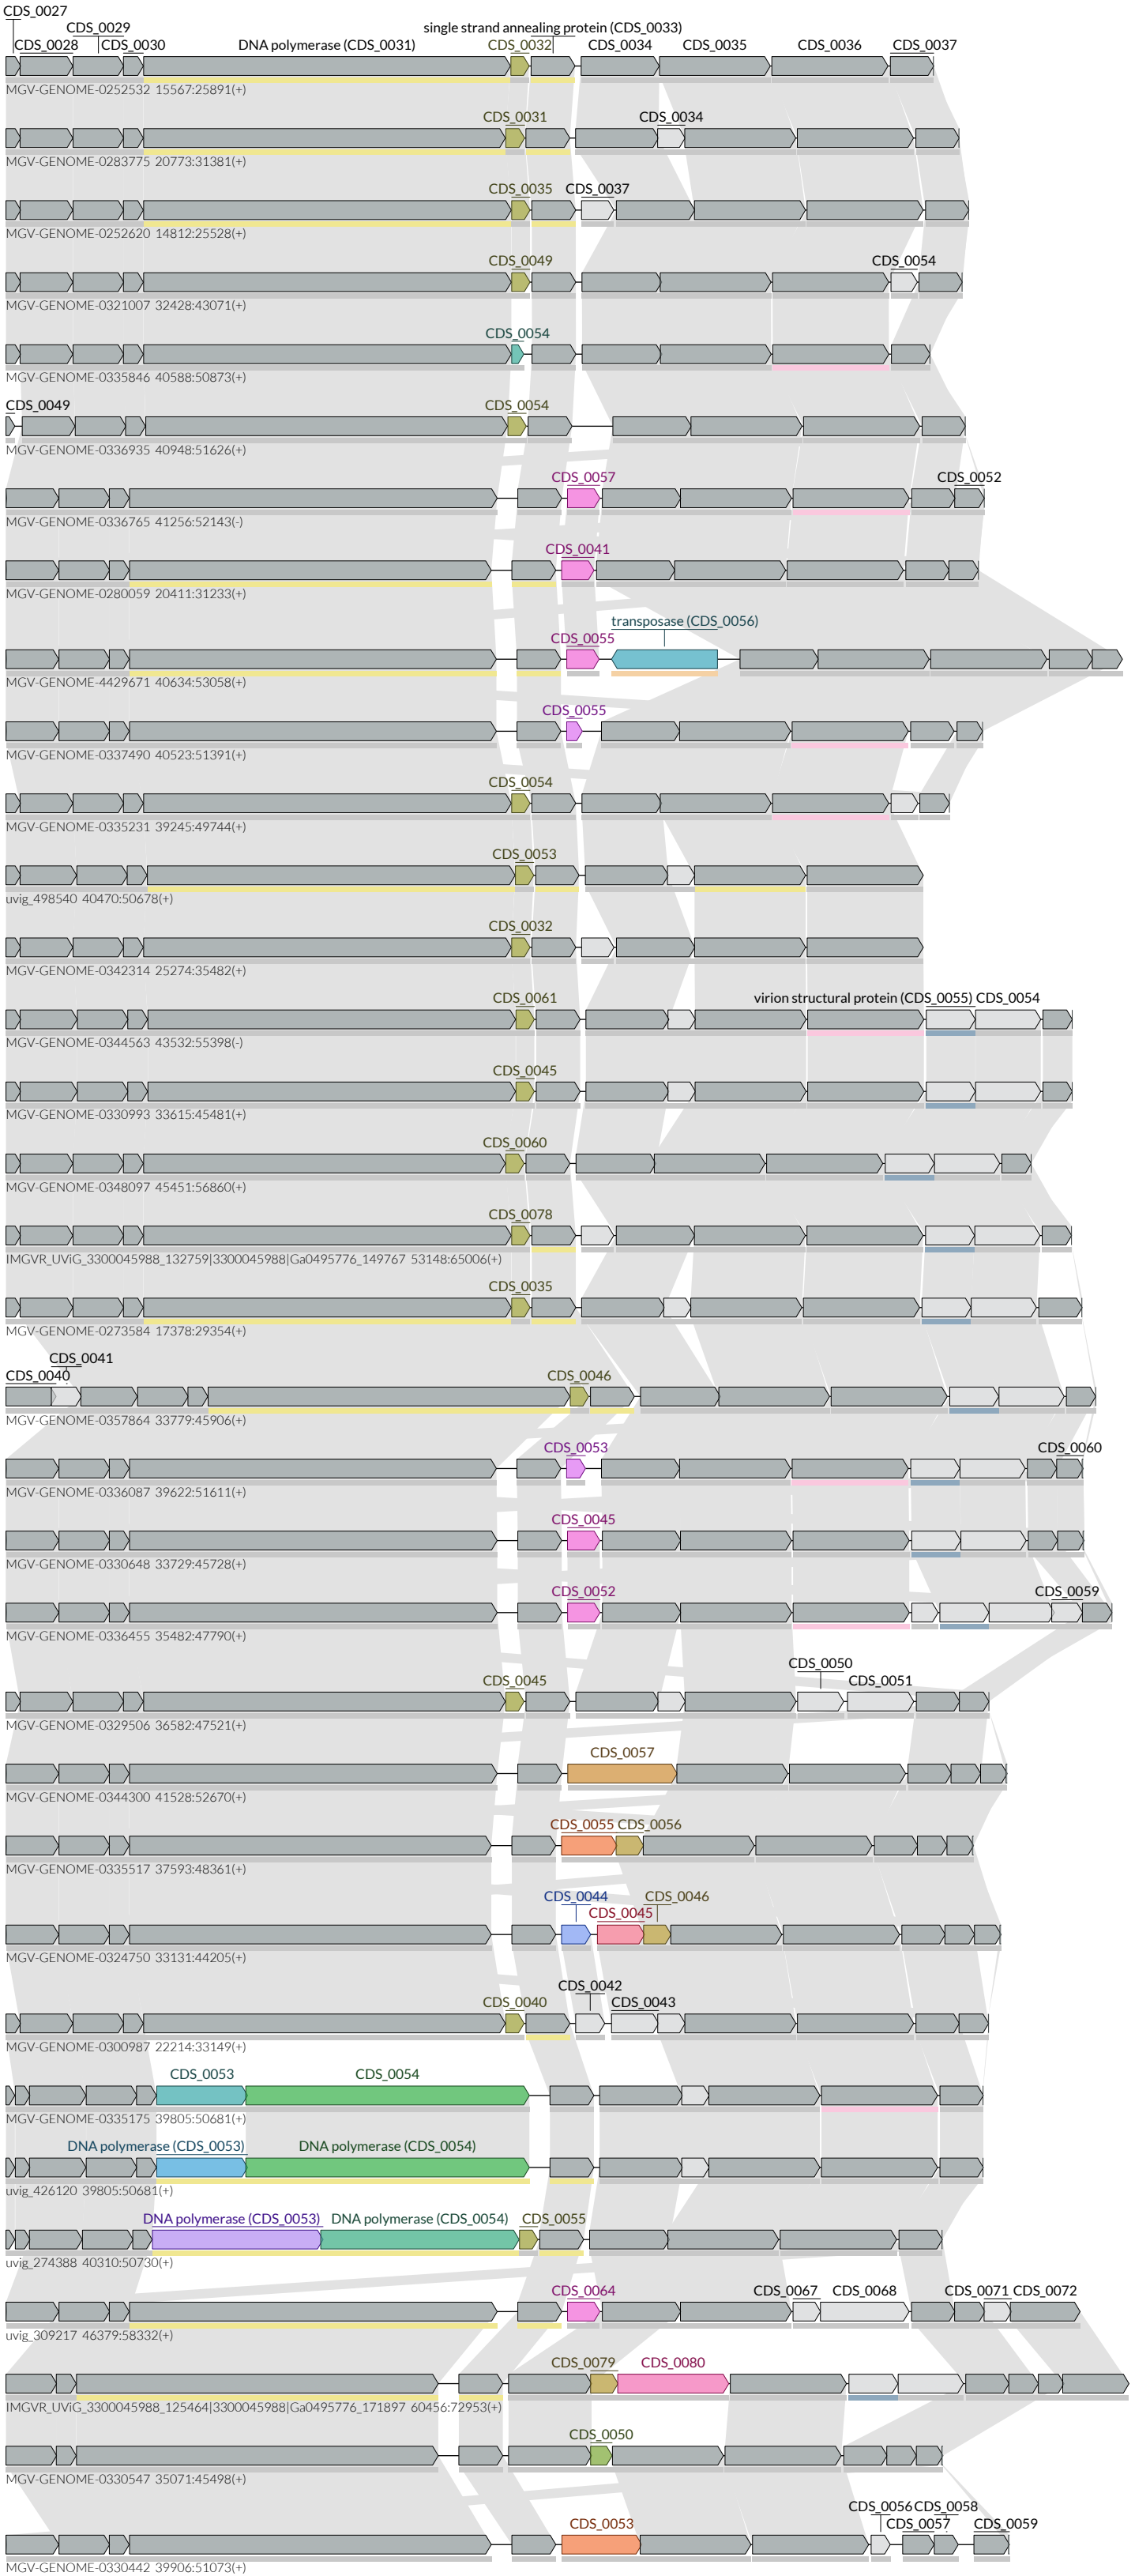 CDS_0027
CDS_0029 single strand annealing protein (CDS_0033)
CDS_0028 CDS_0030 DNA polymerase (CDS_0031) CDS_0032 CDS_0034 CDS_0035 CDS_0036 CDS_0037
MGV-GENOME-0252532 15567:25891(+)
CDS_0031 CDS_0034
MGV-GENOME-0283775 20773:31381(+)
CDS_0035 CDS_0037
MGV-GENOME-0252620 14812:25528(+)
CDS_0049 CDS_0054
MGV-GENOME-0321007 32428:43071(+)
CDS_0054
MGV-GENOME-0335846 40588:50873(+)
CDS_0049 CDS_0054
MGV-GENOME-0336935 40948:51626(+)
CDS_0057 CDS_0052
MGV-GENOME-0336765 41256:52143(-)
CDS_0041
MGV-GENOME-0280059 20411:31233(+)
transposase (CDS_0056)
CDS_0055
MGV-GENOME-4429671 40634:53058(+)
CDS_0055
MGV-GENOME-0337490 40523:51391(+)
CDS_0054
MGV-GENOME-0335231 39245:49744(+)
CDS_0053
uvig_498540 40470:50678(+)
CDS_0032
MGV-GENOME-0342314 25274:35482(+)
CDS_0061 virion structural protein (CDS_0055) CDS_0054
MGV-GENOME-0344563 43532:55398(-)
CDS_0045
MGV-GENOME-0330993 33615:45481(+)
CDS_0060
MGV-GENOME-0348097 45451:56860(+)
CDS_0078
IMGVR_UViG_3300045988_132759|3300045988|Ga0495776_149767 53148:65006(+)
CDS_0035
MGV-GENOME-0273584 17378:29354(+)
CDS_0041
CDS_0040 CDS_0046
MGV-GENOME-0357864 33779:45906(+)
CDS_0053 CDS_0060
MGV-GENOME-0336087 39622:51611(+)
CDS_0045
MGV-GENOME-0330648 33729:45728(+)
CDS_0052 CDS_0059
MGV-GENOME-0336455 35482:47790(+)
CDS_0050
CDS_0045 CDS_0051
MGV-GENOME-0329506 36582:47521(+)
CDS_0057
MGV-GENOME-0344300 41528:52670(+)
CDS_0055 CDS_0056
MGV-GENOME-0335517 37593:48361(+)
CDS_0044 CDS_0046
CDS_0045
MGV-GENOME-0324750 33131:44205(+)
CDS_0042
CDS_0040 CDS_0043
MGV-GENOME-0300987 22214:33149(+)
CDS_0053 CDS_0054
MGV-GENOME-0335175 39805:50681(+)
DNA polymerase (CDS_0053) DNA polymerase (CDS_0054)
uvig_426120 39805:50681(+)
DNA polymerase (CDS_0053) DNA polymerase (CDS_0054) CDS_0055
uvig_274388 40310:50730(+)
CDS_0064 CDS_0067 CDS_0068 CDS_0071 CDS_0072
uvig_309217 46379:58332(+)
CDS_0079 CDS_0080
IMGVR_UViG_3300045988_125464|3300045988|Ga0495776_171897 60456:72953(+)
CDS_0050
MGV-GENOME-0330547 35071:45498(+)
CDS_0056 CDS_0058
CDS_0053 CDS_0057 CDS_0059
MGV-GENOME-0330442 39906:51073(+)